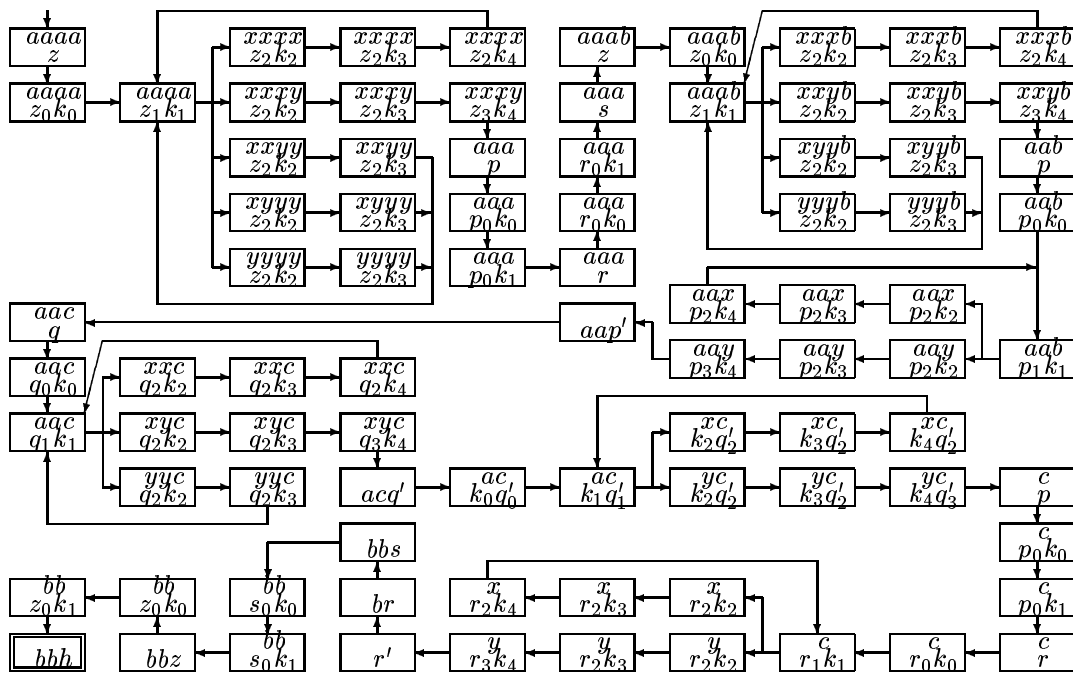 aaaa xxxx xxxx xxxx aaab aaab xxxb xxxb xxxb
z z₂k₂ z₂k₃ z₂k₄ z z₀k₀ z₂k₂ z₂k₃ z₂k₄
aaaa aaaa xxxy xxxy xxxy aaa aaab xxyb xxyb xxyb
z₀k₀ z₁k₁ z₂k₂ z₂k₃ z₃k₄ s z₁k₁ z₂k₂ z₂k₃ z₃k₄
xxyy xxyy aaa aaa xyyb xyyb aab
z₂k₂ z₂k₃ p r₀k₁ z₂k₂ z₂k₃ p
xyyy xyyy aaa aaa yyyb yyyb aab
z₂k₂ z₂k₃ p₀k₀ r₀k₀ z₂k₂ z₂k₃ p₀k₀
yyyy yyyy aaa aaa
z₂k₂ z₂k₃ p₀k₁ r
aac aax aax aax
q aap′ p₂k₄ p₂k₃ p₂k₂
aac xxc xxc xxc aay aay aay aab
q₀k₀ q₂k₂ q₂k₃ q₂k₄ p₃k₄ p₂k₃ p₂k₂ p₁k₁
aac xyc xyc xyc xc xc xc
q₁k₁ q₂k₂ q₂k₃ q₃k₄ k₂q′₂ k₃q′₂ k₄q′₂
yyc yyc ac ac yc yc yc c
q₂k₂ q₂k₃ acq′ k₀q′₀ k₁q′₁ k₂q′₂ k₃q′₂ k₄q′₃ p
bbs c
p₀k₀
bb bb bb x x x c
z₀k₁ z₀k₀ s₀k₀ br r₂k₄ r₂k₃ r₂k₂ p₀k₁
bb y y y c c c
bbh bbz s₀k₁ r′ r₃k₄ r₂k₃ r₂k₂ r₁k₁ r₀k₀ r